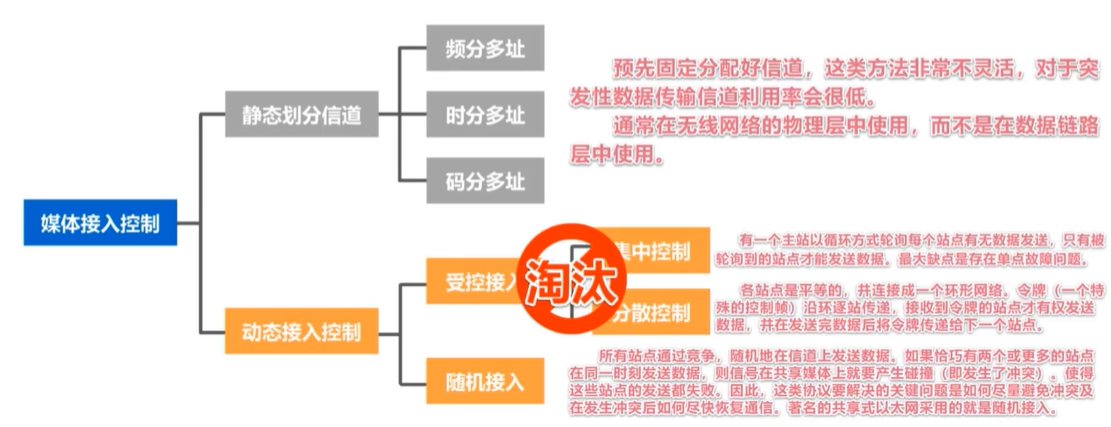 频分多址
预先固定分配好信道，这类方法非常不灵活，对于突
发性数据传输信道利用率会很低。
静态划分信道
时分多址
通常在无线网络的物理层中使用，而不是在数据链路
层中使用。
码分多址
媒体接入控制
集中控制
有一个主站以循环方式轮询每个站点有无数据发送，只有被
轮询到的站点才能发送数据。最大缺点是存在单点故障问题。
受控接入
淘汰
分散控制
各站点是平等的，并连接成一个环形网络。令牌（一个特
殊的控制帧）沿环逐站传递，接收到令牌的站点才有权发送
数据，并在发送完数据后将令牌传递给下一个站点。
动态接入控制
随机接入
所有站点通过竞争，随机地在信道上发送数据。如果恰巧有两个或更多的站点
在同一时刻发送数据，则信号在共享媒体上就要产生碰撞（即发生了冲突）。使得
这些站点的发送都失败。因此，这类协议要解决的关键问题是如何尽量避免冲突及
在发生冲突后如何尽快恢复通信。著名的共享式以太网采用的就是随机接入。